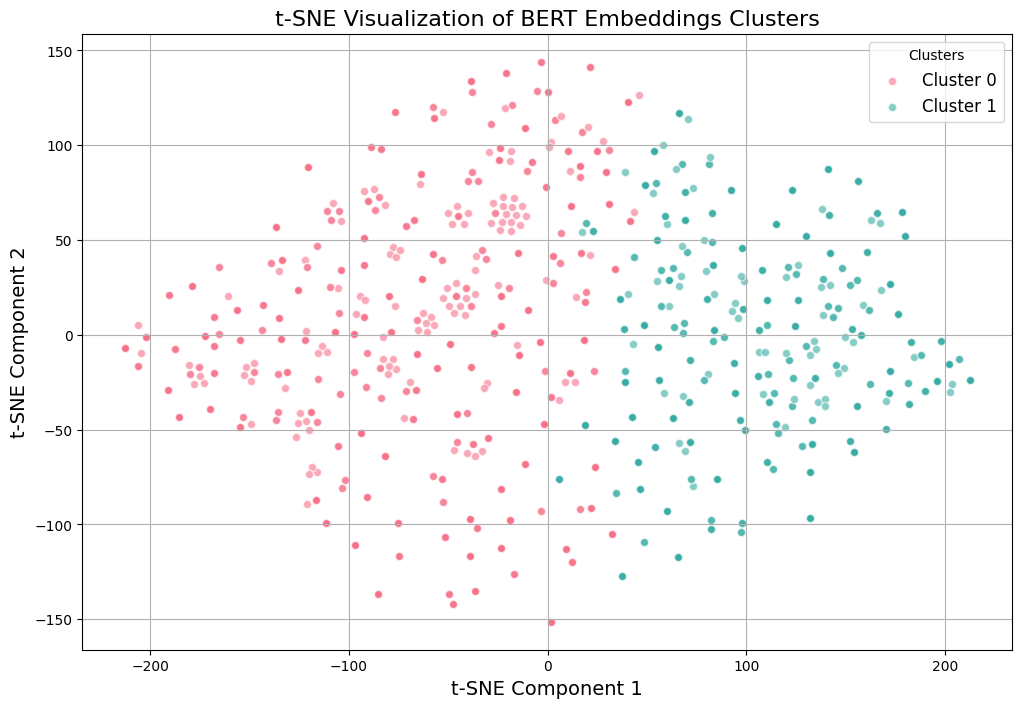 t-SNE Visualization of BERT Embeddings Clusters
Clusters
Cluster 0
Cluster 1
150
100
50
0
−50
−100
−150
t-SNE Component 2
−200
−100
0
100
200
t-SNE Component 1